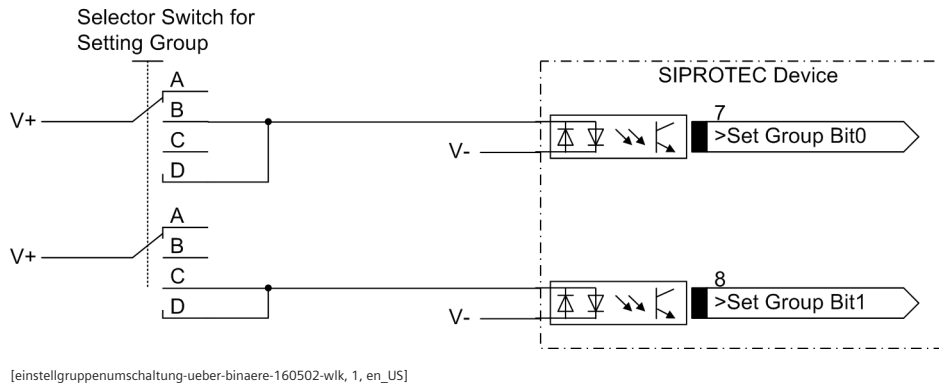 Selector Switch for
Setting Group
SIPROTEC Device
A
V+
B
C
D
V-
7
>Set Group Bit0
A
V+
B
C
D
V-
8
>Set Group Bit1
[einstellgruppenumschaltung-ueber-binaere-160502-wlk, 1, en_US]